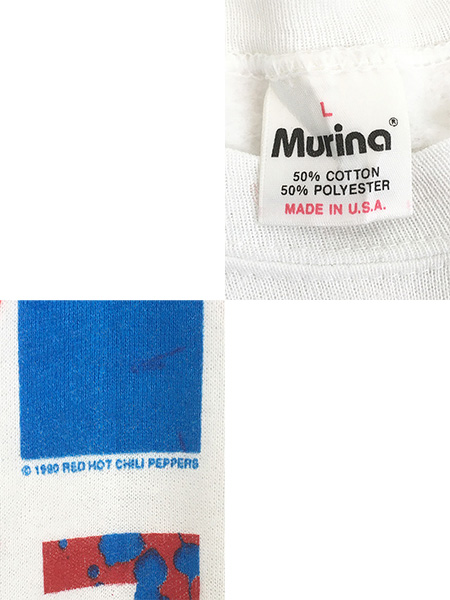 L
Murina®
50% COTTON
50% POLYESTER
MADE IN U.S.A.
© 1990 RED HOT CHILI PEPPERS